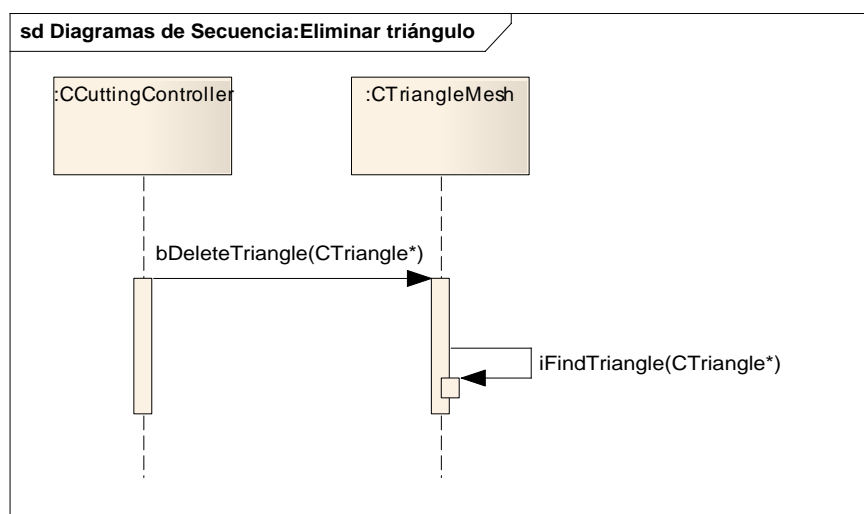 sd Diagramas de Secuencia:Eliminar triángulo
:CCuttingController
:CTriangleMesh
bDeleteTriangle(CTriangle*)
iFindTriangle(CTriangle*)